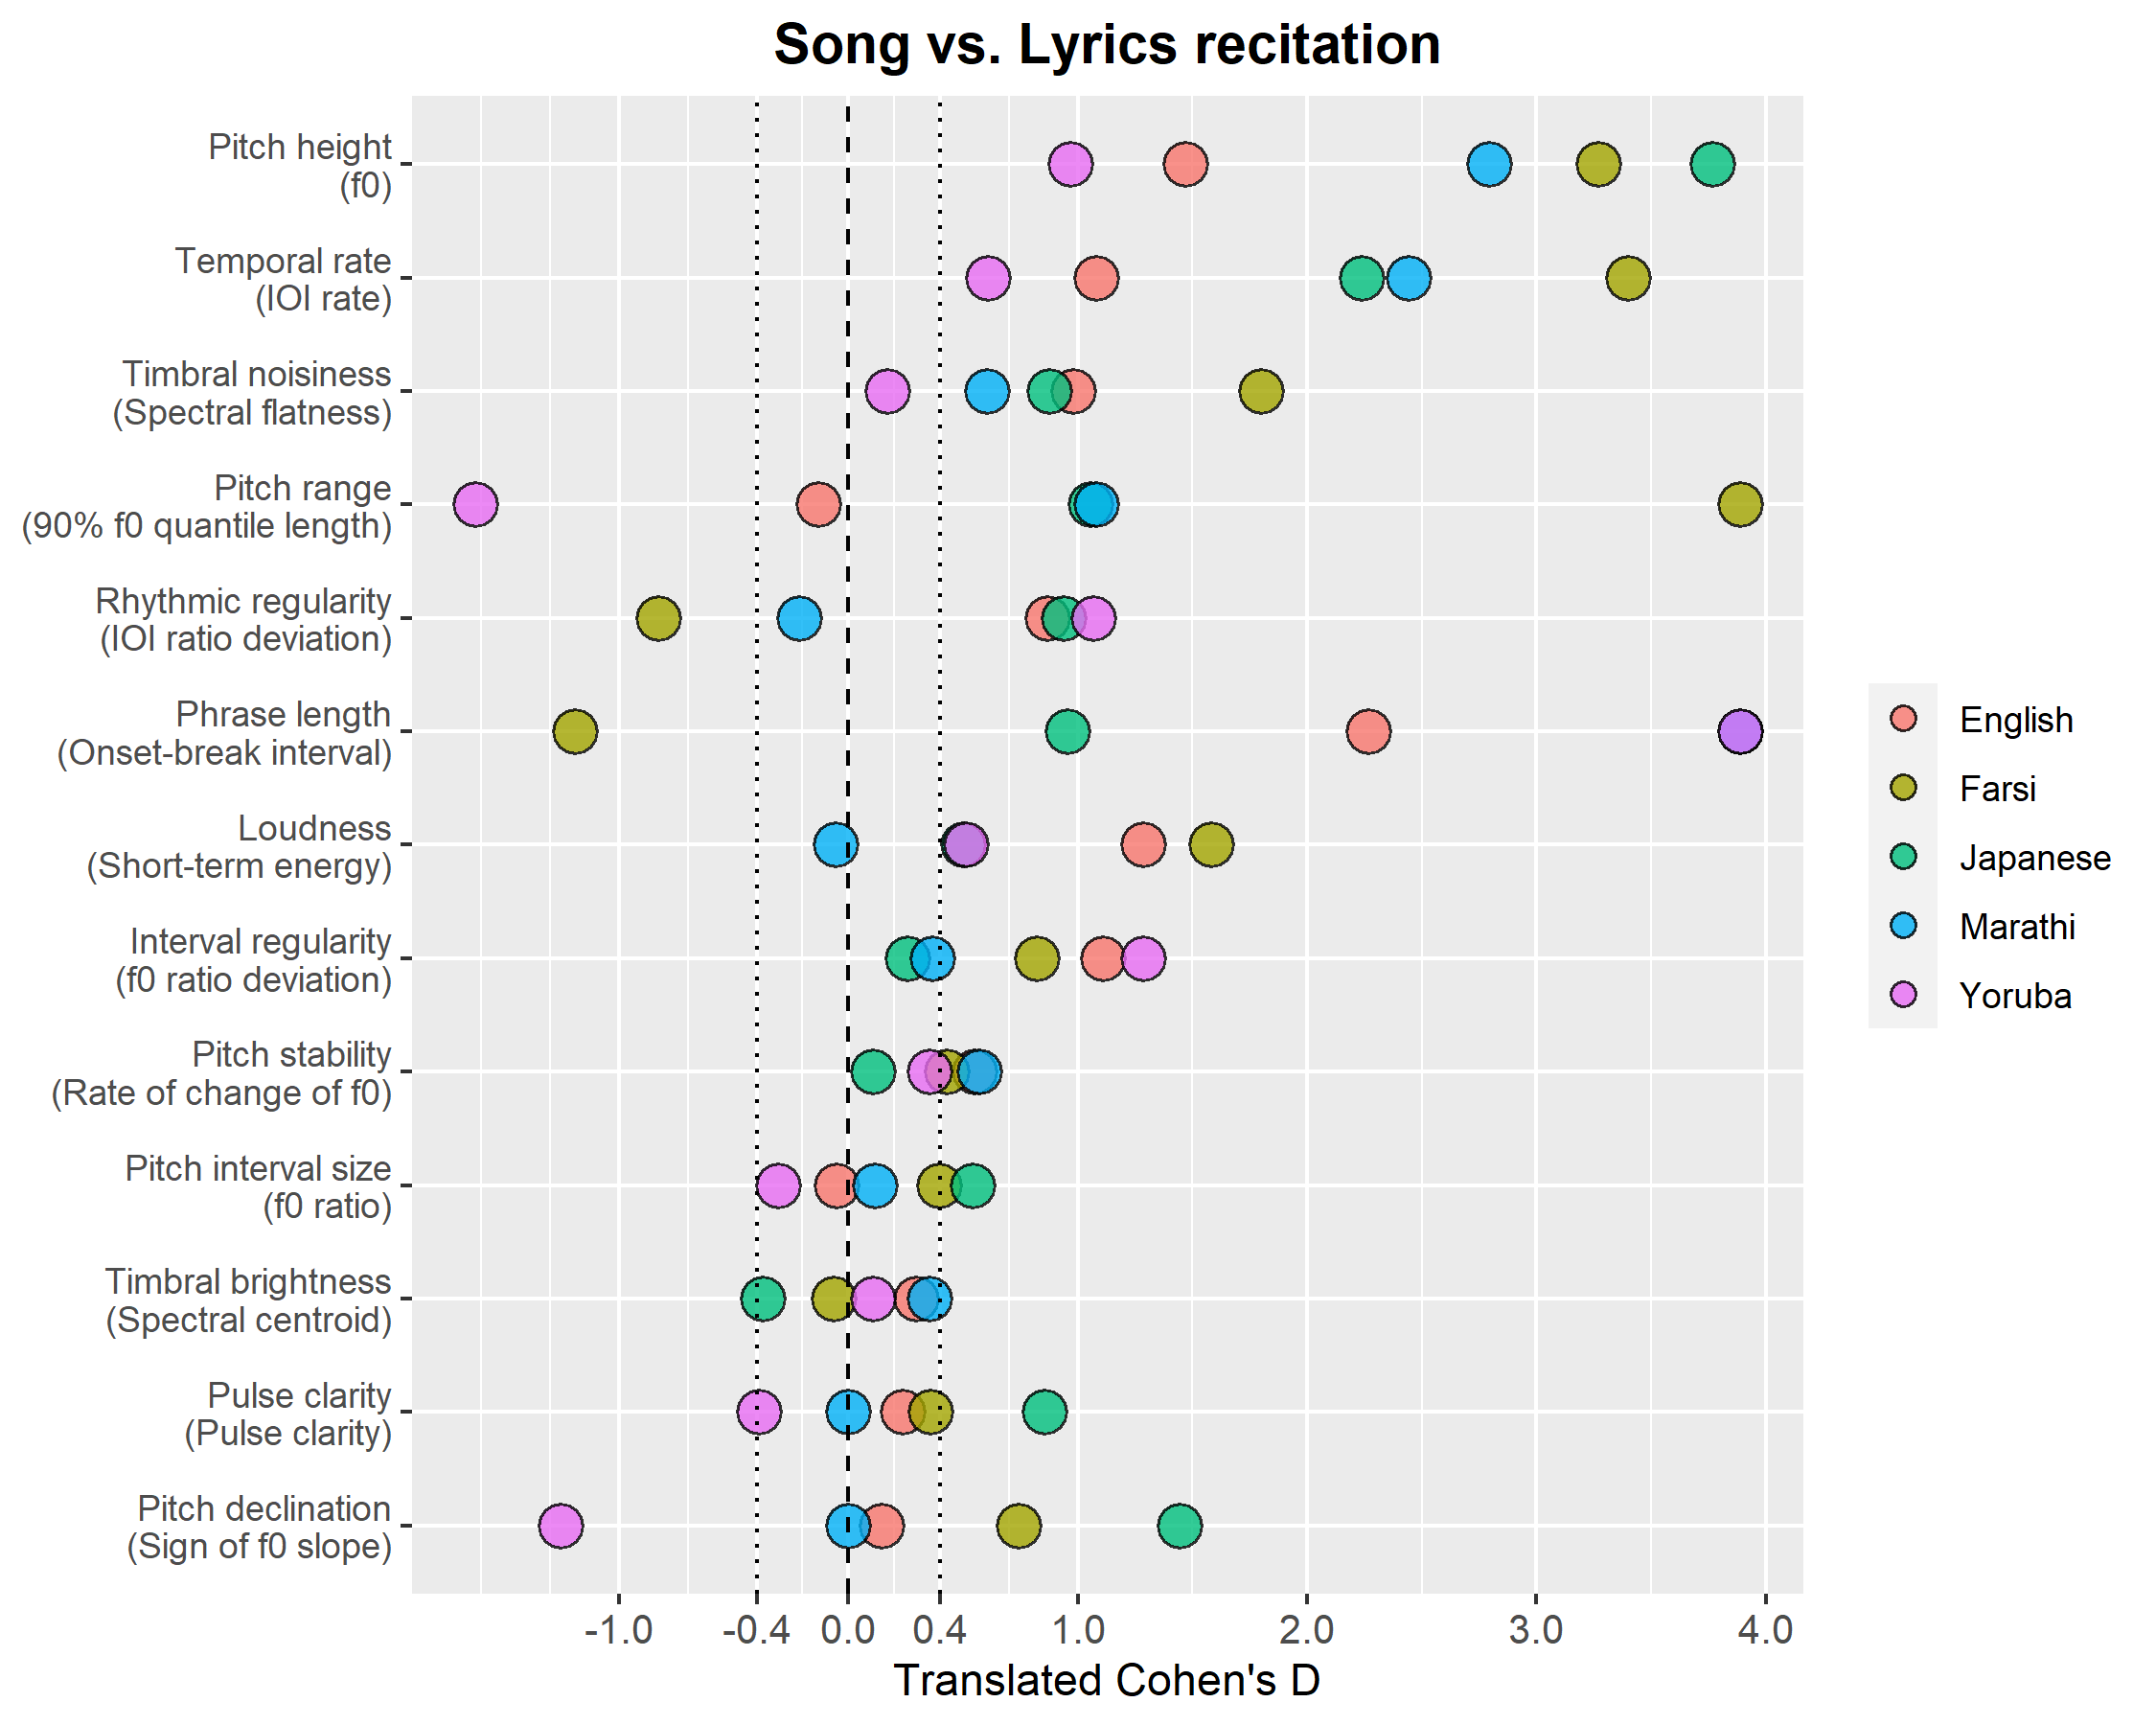 Song vs. Lyrics recitation
Pitch height
(f0)
Temporal rate
(IOI rate)
Timbral noisiness
(Spectral flatness)
Pitch range
(90% f0 quantile length)
Rhythmic regularity
(IOI ratio deviation)
Phrase length
(Onset-break interval)
Loudness
(Short-term energy)
Interval regularity
(f0 ratio deviation)
Pitch stability
(Rate of change of f0)
Pitch interval size
(f0 ratio)
Timbral brightness
(Spectral centroid)
Pulse clarity
(Pulse clarity)
Pitch declination
(Sign of f0 slope)
-1.0 -0.4 0.0 0.4 1.0 2.0 3.0 4.0
Translated Cohen's D
English
Farsi
Japanese
Marathi
Yoruba